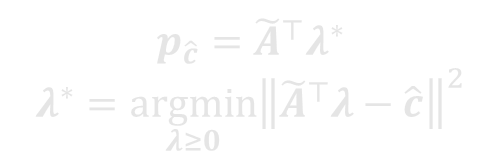 p_ĉ = Ã⊤λ*
λ* = argmin_{λ≥0} ‖Ã⊤λ − ĉ‖²